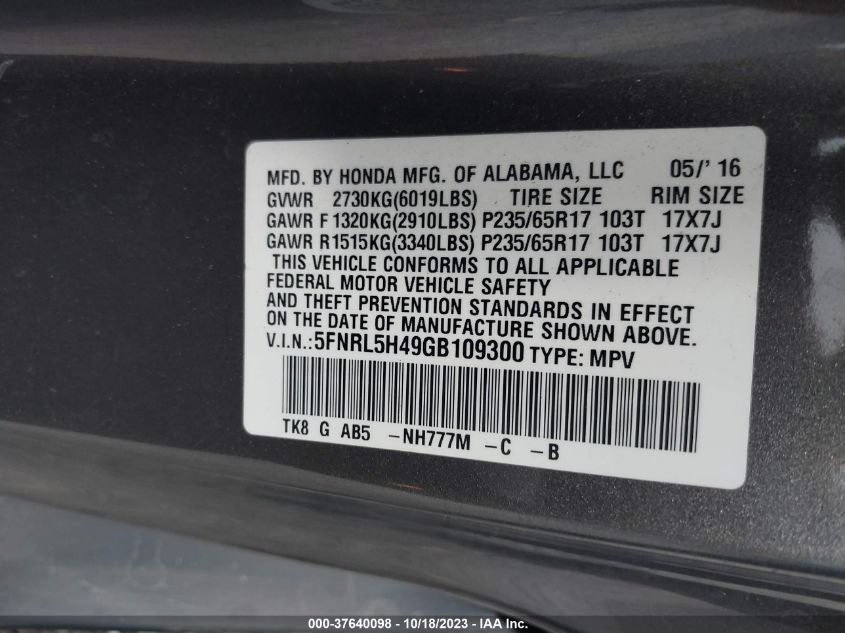 MFD. BY HONDA MFG. OF ALABAMA, LLC 05/' 16
GVWR 2730KG(6019LBS) TIRE SIZE RIM SIZE
GAWR F 1320KG(2910LBS) P235/65R17 103T 17X7J
GAWR R1515KG(3340LBS) P235/65R17 103T 17X7J
THIS VEHICLE CONFORMS TO ALL APPLICABLE
FEDERAL MOTOR VEHICLE SAFETY
AND THEFT PREVENTION STANDARDS IN EFFECT
ON THE DATE OF MANUFACTURE SHOWN ABOVE.
V.I.N.:5FNRL5H49GB109300 TYPE: MPV
TK8 G AB5 -NH777M -C -B
000-37640098 - 10/18/2023 - IAA Inc.